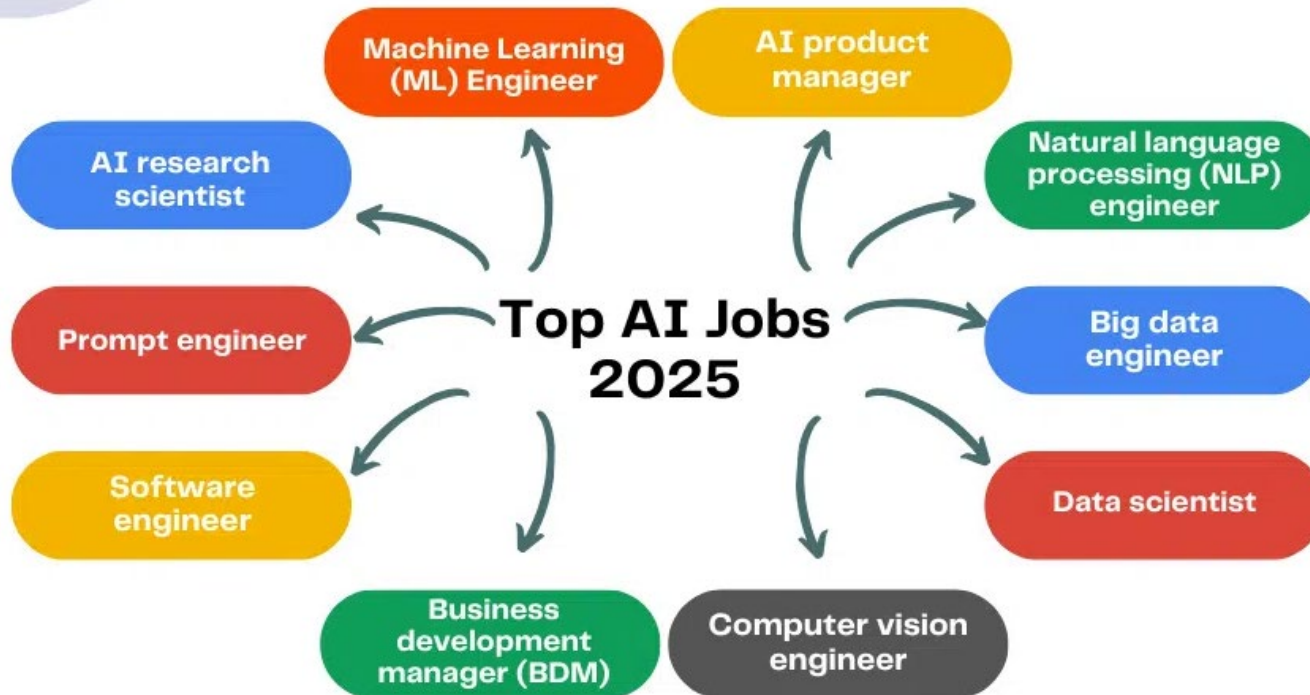 Machine Learning
(ML) Engineer
AI product
manager
AI research
scientist
Natural language
processing (NLP)
engineer
Prompt engineer
Top AI Jobs
2025
Big data
engineer
Software
engineer
Data scientist
Business
development
manager (BDM)
Computer vision
engineer